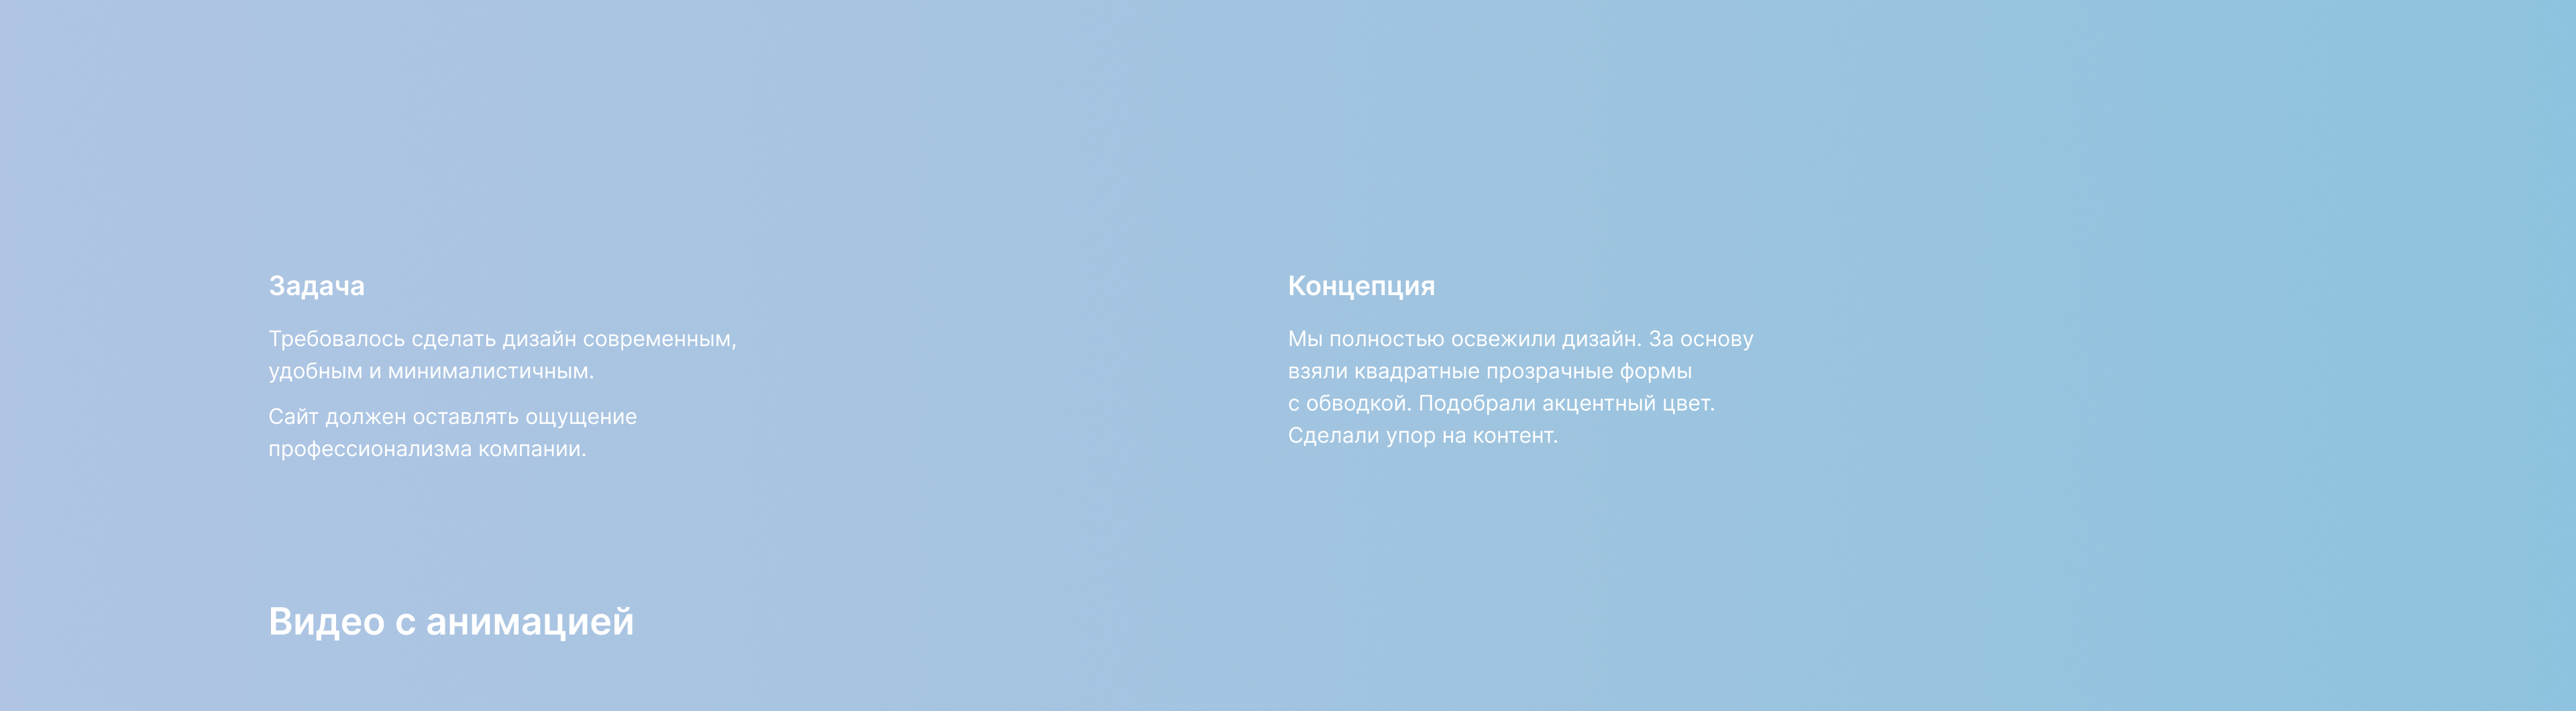 Задача
Требовалось сделать дизайн современным,
удобным и минималистичным.
Сайт должен оставлять ощущение
профессионализма компании.
Концепция
Мы полностью освежили дизайн. За основу
взяли квадратные прозрачные формы
с обводкой. Подобрали акцентный цвет.
Сделали упор на контент.
Видео с анимацией